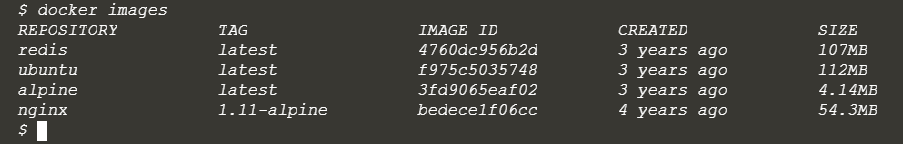 $ docker images
REPOSITORY TAG IMAGE ID CREATED SIZE
redis latest 4760dc956b2d 3 years ago 107MB
ubuntu latest f975c5035748 3 years ago 112MB
alpine latest 3fd9065eaf02 3 years ago 4.14MB
nginx 1.11-alpine bedece1f06cc 4 years ago 54.3MB
$